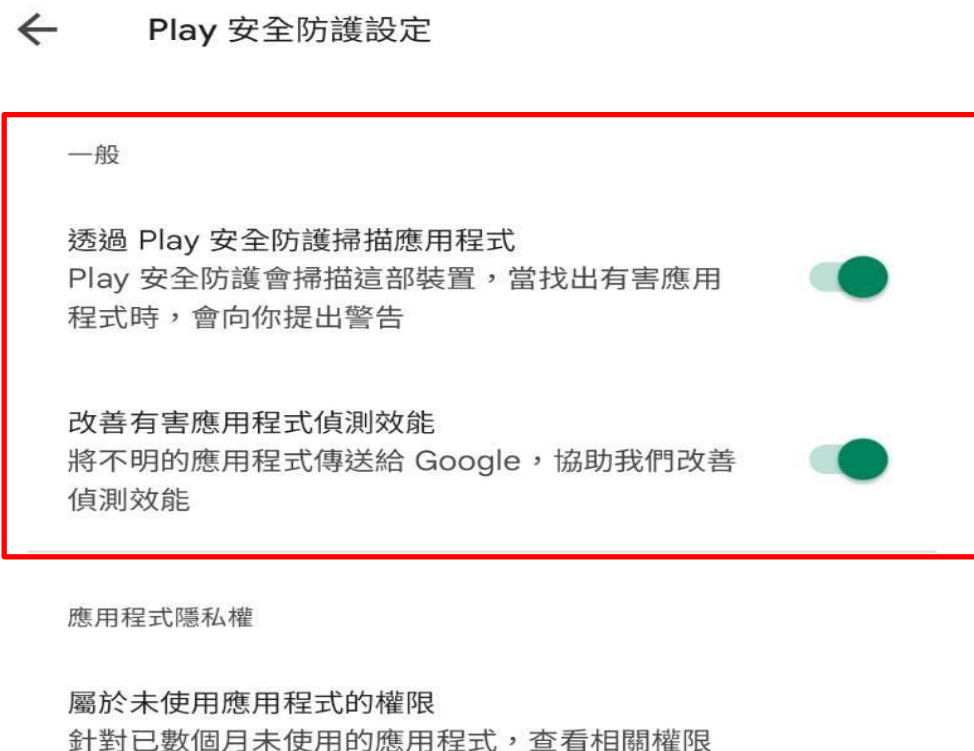 Play 安全防護設定
一般
透過 Play 安全防護掃描應用程式
Play 安全防護會掃描這部裝置，當找出有害應用
程式時，會向你提出警告
改善有害應用程式偵測效能
將不明的應用程式傳送給 Google，協助我們改善
偵測效能
應用程式隱私權
屬於未使用應用程式的權限
針對已數個月未使用的應用程式，查看相關權限